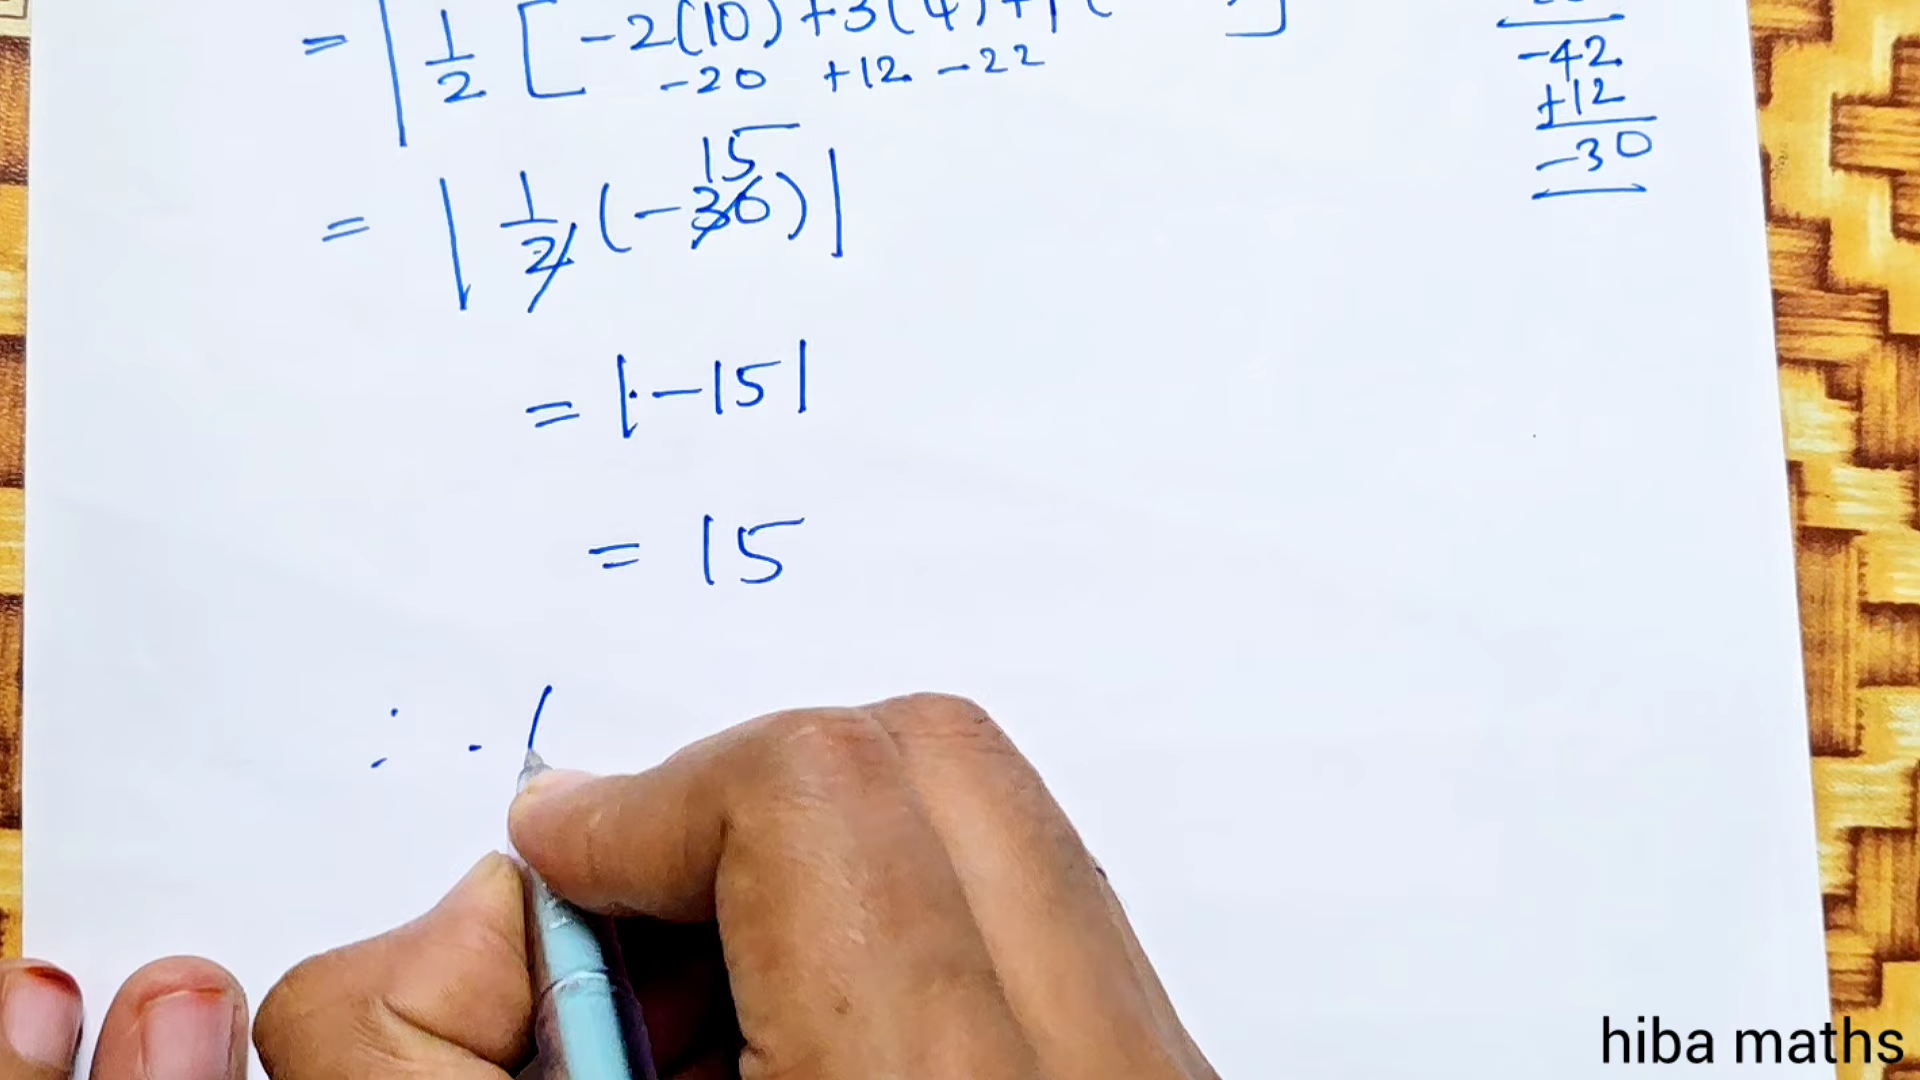 = | 1/2 [ -2(10) +3(4) +1( ]
-20 +12 -22
15
= | 1/2 (-30) |
= |-15|
= 15
∴
-42
+12
-30
hiba maths